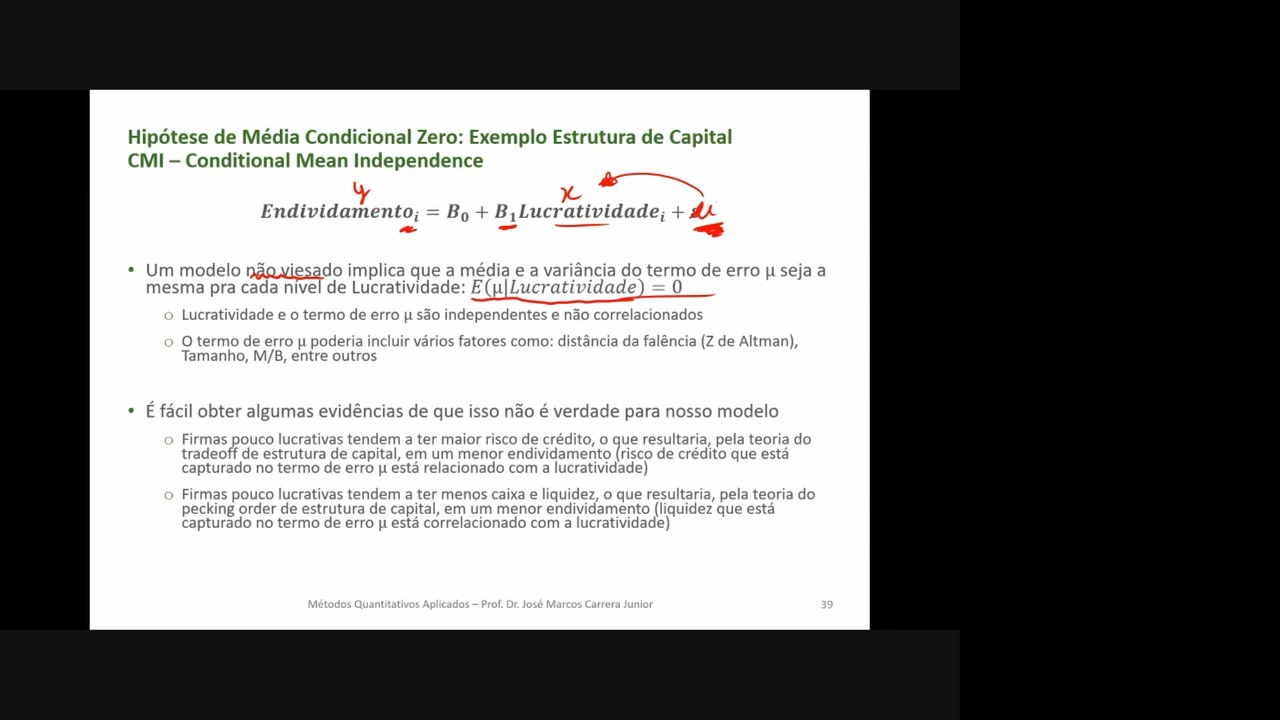 Hipótese de Média Condicional Zero: Exemplo Estrutura de Capital
CMI – Conditional Mean Independence
y x
Endividamentoᵢ = B₀ + B₁Lucratividadeᵢ + ui
• Um modelo não viesado implica que a média e a variância do termo de erro μ seja a
mesma pra cada nível de Lucratividade: E(μ|Lucratividade) = 0
○ Lucratividade e o termo de erro μ são independentes e não correlacionados
○ O termo de erro μ poderia incluir vários fatores como: distância da falência (Z de Altman),
Tamanho, M/B, entre outros
• É fácil obter algumas evidências de que isso não é verdade para nosso modelo
○ Firmas pouco lucrativas tendem a ter maior risco de crédito, o que resultaria, pela teoria do
tradeoff de estrutura de capital, em um menor endividamento (risco de crédito que está
capturado no termo de erro μ está relacionado com a lucratividade)
○ Firmas pouco lucrativas tendem a ter menos caixa e liquidez, o que resultaria, pela teoria do
pecking order de estrutura de capital, em um menor endividamento (liquidez que está
capturado no termo de erro μ está correlacionado com a lucratividade)
Métodos Quantitativos Aplicados – Prof. Dr. José Marcos Carrera Junior
39